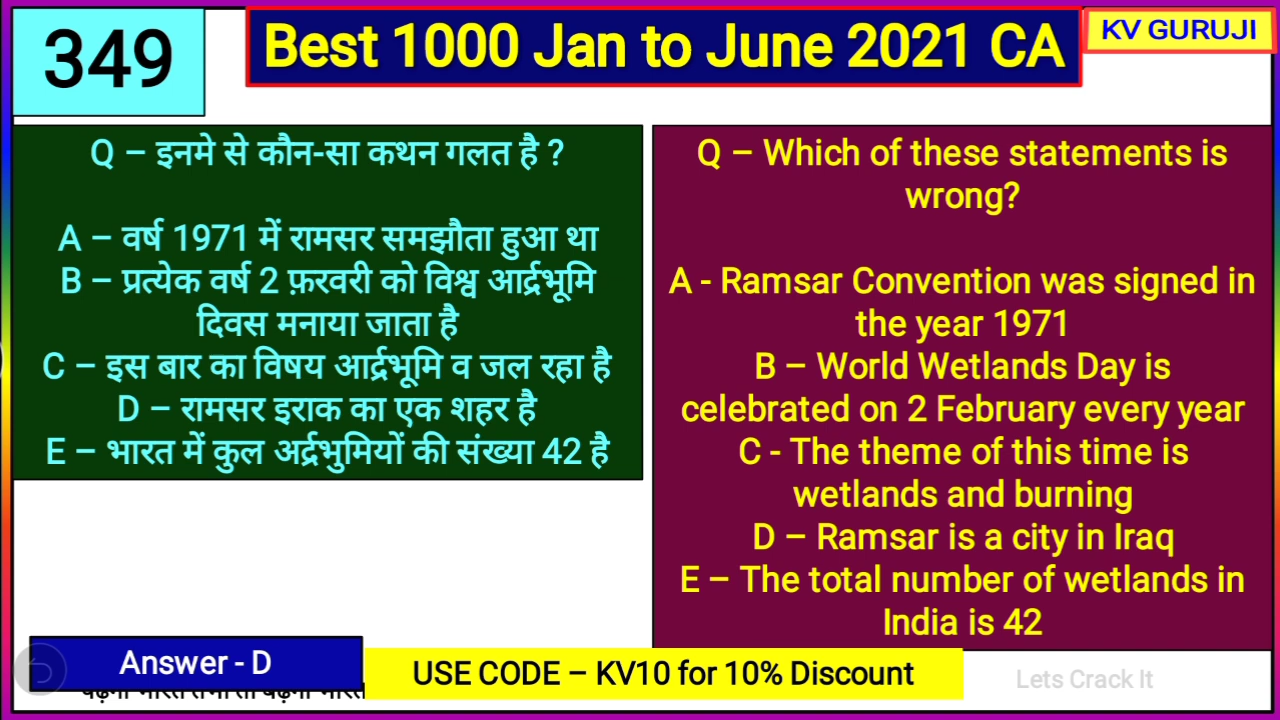 349
Best 1000 Jan to June 2021 CA
KV GURUJI
Q – इनमे से कौन-सा कथन गलत है ?
A – वर्ष 1971 में रामसर समझौता हुआ था
B – प्रत्येक वर्ष 2 फ़रवरी को विश्व आर्द्रभूमि
दिवस मनाया जाता है
C – इस बार का विषय आर्द्रभूमि व जल रहा है
D – रामसर इराक का एक शहर है
E – भारत में कुल अर्द्रभुमियों की संख्या 42 है
Q – Which of these statements is
wrong?
A - Ramsar Convention was signed in
the year 1971
B – World Wetlands Day is
celebrated on 2 February every year
C - The theme of this time is
wetlands and burning
D – Ramsar is a city in Iraq
E – The total number of wetlands in
India is 42
Answer - D
USE CODE – KV10 for 10% Discount
Lets Crack It